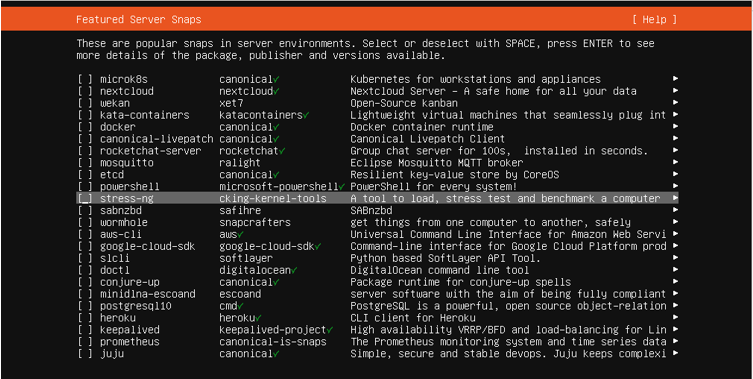 Featured Server Snaps [ Help ]
These are popular snaps in server environments. Select or deselect with SPACE, press ENTER to see
more details of the package, publisher and versions available.
[ ] microk8s canonical✓ Kubernetes for workstations and appliances ▸
[ ] nextcloud nextcloud✓ Nextcloud Server - A safe home for all your data ▸
[ ] wekan xet7 Open-Source kanban ▸
[ ] kata-containers katacontainers✓ Lightweight virtual machines that seamlessly plug int ▸
[ ] docker canonical✓ Docker container runtime ▸
[ ] canonical-livepatch canonical✓ Canonical Livepatch Client ▸
[ ] rocketchat-server rocketchat✓ Group chat server for 100s, installed in seconds. ▸
[ ] mosquitto ralight Eclipse Mosquitto MQTT broker ▸
[ ] etcd canonical✓ Resilient key-value store by CoreOS ▸
[ ] powershell microsoft-powershell✓ PowerShell for every system! ▸
[_] stress-ng cking-kernel-tools A tool to load, stress test and benchmark a computer ▸
[ ] sabnzbd safihre SABnzbd ▸
[ ] wormhole snapcrafters get things from one computer to another, safely ▸
[ ] aws-cli aws✓ Universal Command Line Interface for Amazon Web Servi ▸
[ ] google-cloud-sdk google-cloud-sdk✓ Command-line interface for Google Cloud Platform prod ▸
[ ] slcli softlayer Python based SoftLayer API Tool. ▸
[ ] doctl digitalocean✓ DigitalOcean command line tool ▸
[ ] conjure-up canonical✓ Package runtime for conjure-up spells ▸
[ ] minidlna-escoand escoand server software with the aim of being fully compliant ▸
[ ] postgresql10 cmd✓ PostgreSQL is a powerful, open source object-relation ▸
[ ] heroku heroku✓ CLI client for Heroku ▸
[ ] keepalived keepalived-project✓ High availability VRRP/BFD and load-balancing for Lin ▸
[ ] prometheus canonical-is-snaps The Prometheus monitoring system and time series data ▸
[ ] juju canonical✓ Simple, secure and stable devops. Juju keeps complexi ▸